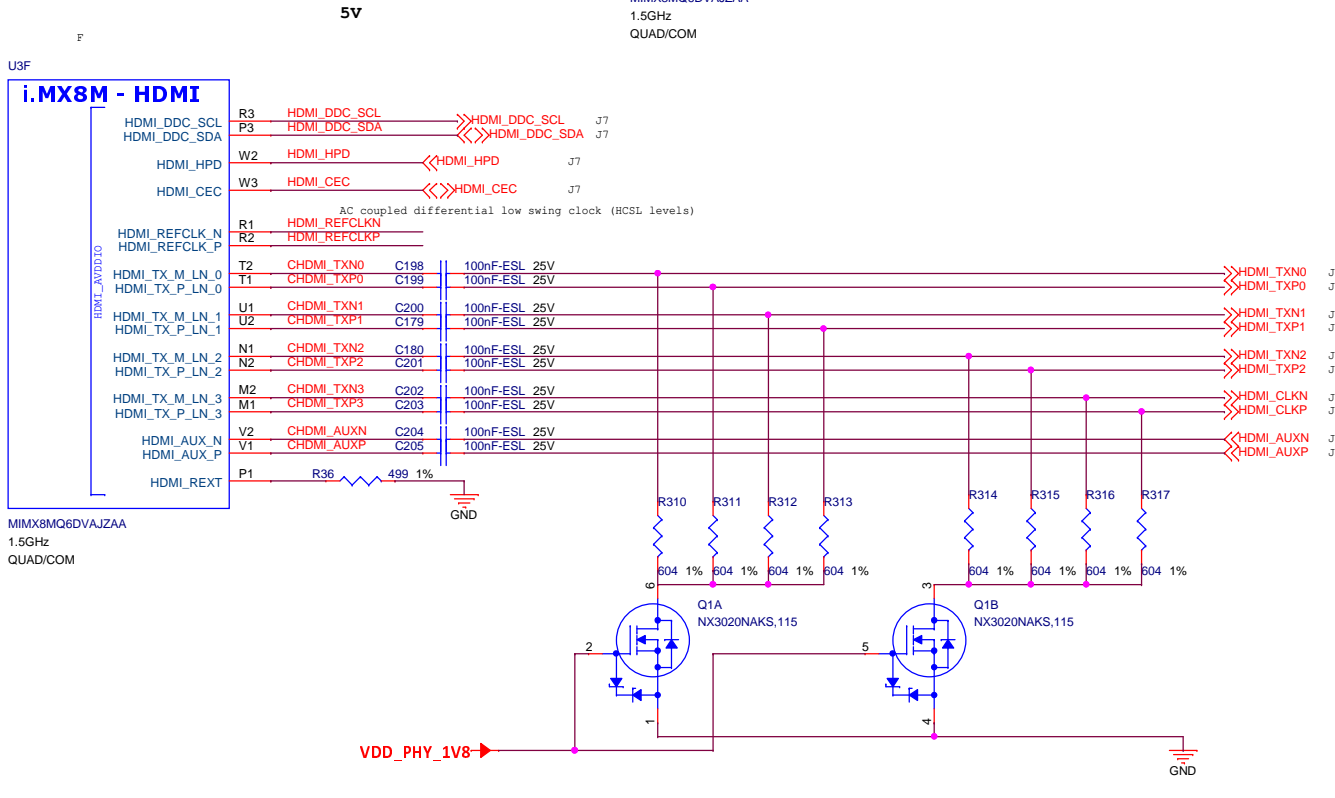 MIMX8MQ6DVAJZAA
5V
1.5GHz
QUAD/COM
F
U3F
i.MX8M - HDMI
HDMI_AVDDIO
HDMI_DDC_SCL R3 HDMI_DDC_SCL HDMI_DDC_SCL J7
HDMI_DDC_SDA P3 HDMI_DDC_SDA HDMI_DDC_SDA J7
HDMI_HPD W2 HDMI_HPD HDMI_HPD J7
HDMI_CEC W3 HDMI_CEC HDMI_CEC J7
AC coupled differential low swing clock (HCSL levels)
HDMI_REFCLK_N R1 HDMI_REFCLKN
HDMI_REFCLK_P R2 HDMI_REFCLKP
HDMI_TX_M_LN_0 T2 CHDMI_TXN0 C198 100nF-ESL 25V HDMI_TXN0 J
HDMI_TX_P_LN_0 T1 CHDMI_TXP0 C199 100nF-ESL 25V HDMI_TXP0 J
HDMI_TX_M_LN_1 U1 CHDMI_TXN1 C200 100nF-ESL 25V HDMI_TXN1 J
HDMI_TX_P_LN_1 U2 CHDMI_TXP1 C179 100nF-ESL 25V HDMI_TXP1 J
HDMI_TX_M_LN_2 N1 CHDMI_TXN2 C180 100nF-ESL 25V HDMI_TXN2 J
HDMI_TX_P_LN_2 N2 CHDMI_TXP2 C201 100nF-ESL 25V HDMI_TXP2 J
HDMI_TX_M_LN_3 M2 CHDMI_TXN3 C202 100nF-ESL 25V HDMI_CLKN J
HDMI_TX_P_LN_3 M1 CHDMI_TXP3 C203 100nF-ESL 25V HDMI_CLKP J
HDMI_AUX_N V2 CHDMI_AUXN C204 100nF-ESL 25V HDMI_AUXN J
HDMI_AUX_P V1 CHDMI_AUXP C205 100nF-ESL 25V HDMI_AUXP J
HDMI_REXT P1 R36 499 1%
GND
MIMX8MQ6DVAJZAA
1.5GHz
QUAD/COM
R310 R311 R312 R313 R314 R315 R316 R317
604 1% 604 1% 604 1% 604 1% 604 1% 604 1% 604 1% 604 1%
6 Q1A 3 Q1B
NX3020NAKS,115 NX3020NAKS,115
2 5
1 4
VDD_PHY_1V8
GND